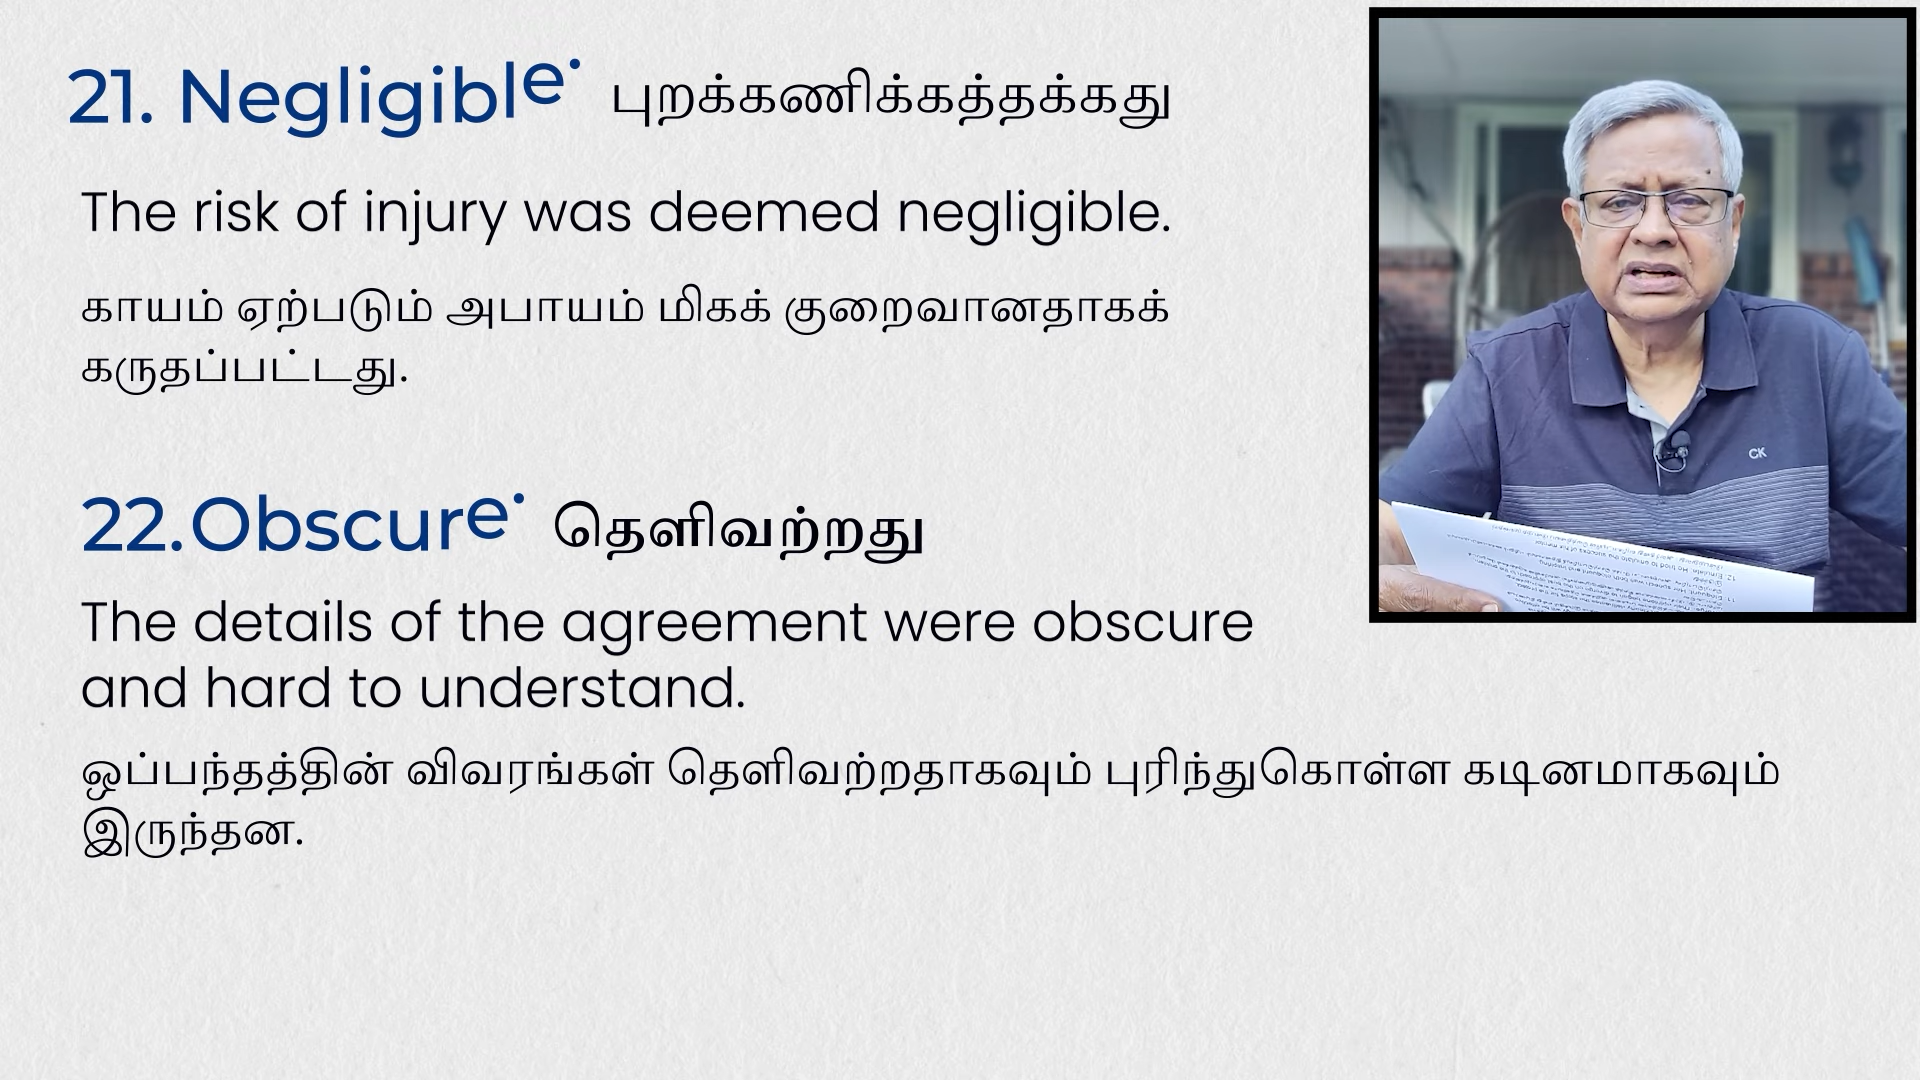 21. Negligible: புறக்கணிக்கத்தக்கது
The risk of injury was deemed negligible.
காயம் ஏற்படும் அபாயம் மிகக் குறைவானதாகக்
கருதப்பட்டது.
22.Obscure: தெளிவற்றது
The details of the agreement were obscure
and hard to understand.
ஒப்பந்தத்தின் விவரங்கள் தெளிவற்றதாகவும் புரிந்துகொள்ள கடினமாகவும்
இருந்தன.
CK